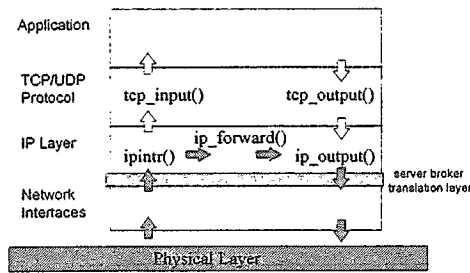 Application
TCP/UDP
Protocol
tcp_input()
tcp_output()
IP Layer
ip_forward()
ipintr()
ip_output()
server broker
translation layer
Network
Interfaces
Physical Layer